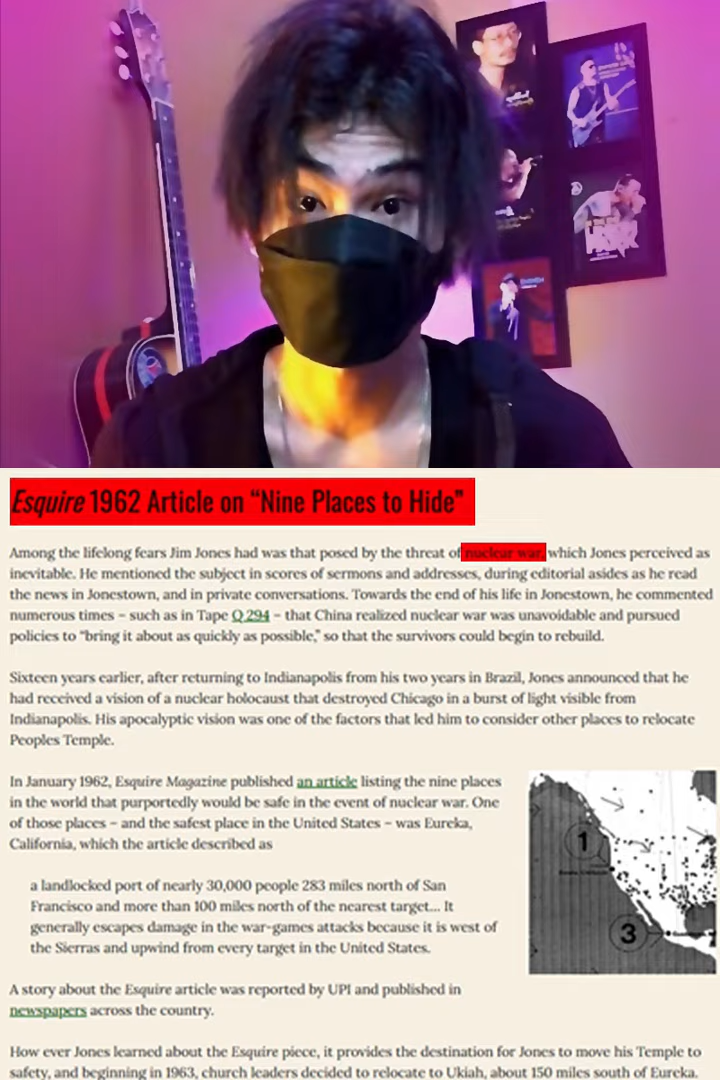 Esquire 1962 Article on “Nine Places to Hide”
Among the lifelong fears Jim Jones had was that posed by the threat of nuclear war, which Jones perceived as
inevitable. He mentioned the subject in scores of sermons and addresses, during editorial asides as he read
the news in Jonestown, and in private conversations. Towards the end of his life in Jonestown, he commented
numerous times – such as in Tape Q 294 – that China realized nuclear war was unavoidable and pursued
policies to “bring it about as quickly as possible,” so that the survivors could begin to rebuild.
Sixteen years earlier, after returning to Indianapolis from his two years in Brazil, Jones announced that he
had received a vision of a nuclear holocaust that destroyed Chicago in a burst of light visible from
Indianapolis. His apocalyptic vision was one of the factors that led him to consider other places to relocate
Peoples Temple.
In January 1962, Esquire Magazine published an article listing the nine places
in the world that purportedly would be safe in the event of nuclear war. One
of those places – and the safest place in the United States – was Eureka,
California, which the article described as
a landlocked port of nearly 30,000 people 283 miles north of San
Francisco and more than 100 miles north of the nearest target... It
generally escapes damage in the war-games attacks because it is west of
the Sierras and upwind from every target in the United States.
1
3
A story about the Esquire article was reported by UPI and published in
newspapers across the country.
How ever Jones learned about the Esquire piece, it provides the destination for Jones to move his Temple to
safety, and beginning in 1963, church leaders decided to relocate to Ukiah, about 150 miles south of Eureka.